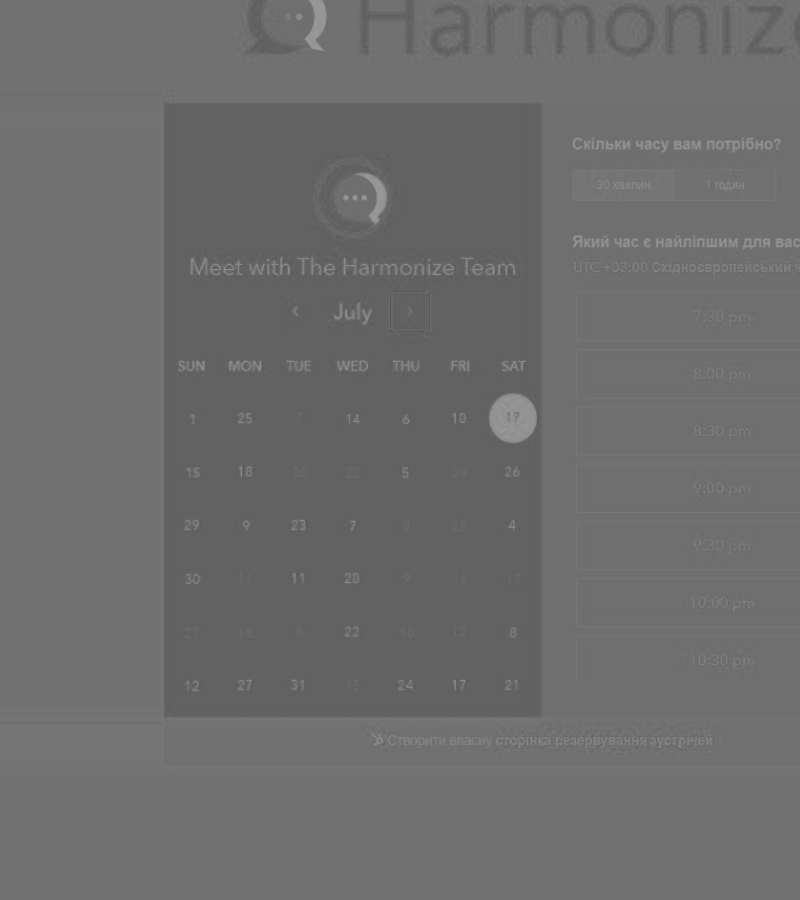 Harmonize
Meet with The Harmonize Team
July
SUN MON TUE WED THU FRI SAT
1 25 7 14 6 10 17
15 18 30 22 5 29 26
29 9 23 7 8 25 4
30 11 11 28 9 16 17
27 18 8 22 10 12 8
12 27 31 15 24 17 21
Скільки часу вам потрібно?
30 хвилин 1 годин
Який час є найліпшим для вас
UTC +03:00 Східноєвропейський ч
7:30 pm
8:00 pm
8:30 pm
9:00 pm
9:30 pm
10:00 pm
10:30 pm
Створити власну сторінка резервування зустрічей